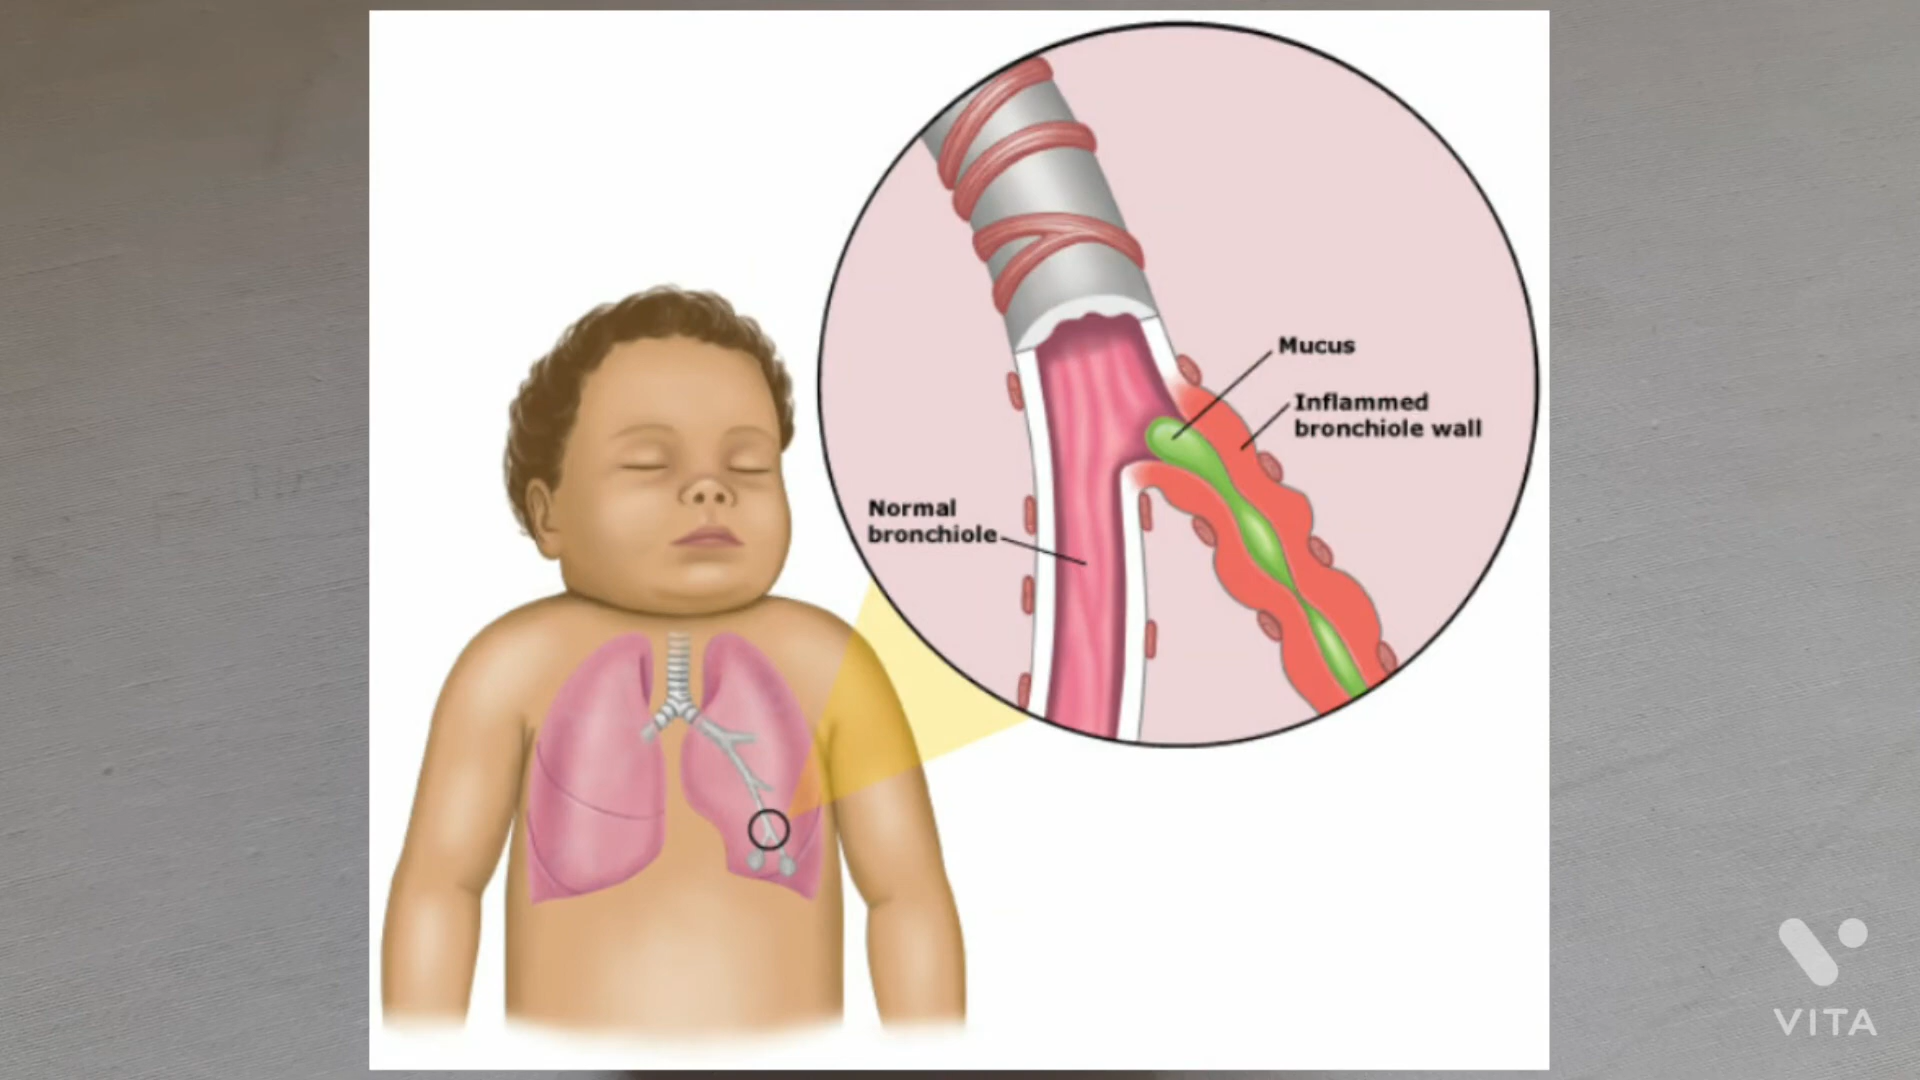 Mucus
Inflammed
bronchiole wall
Normal
bronchiole
VITA